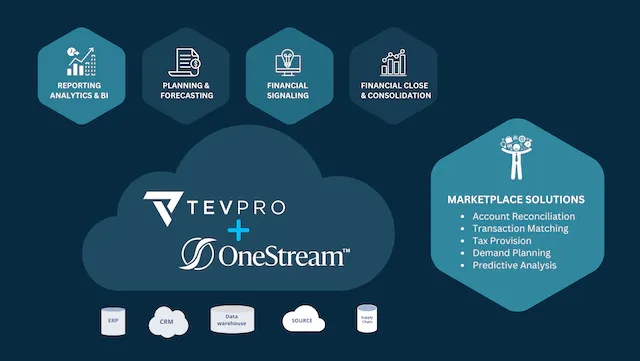 REPORTING
ANALYTICS & BI
PLANNING &
FORECASTING
FINANCIAL
SIGNALING
FINANCIAL CLOSE
& CONSOLIDATION
TEVPRO
+
OneStream™
MARKETPLACE SOLUTIONS
• Account Reconciliation
• Transaction Matching
• Tax Provision
• Demand Planning
• Predictive Analysis
ERP
CRM
Data
warehouse
SOURCE
Supply
Chain